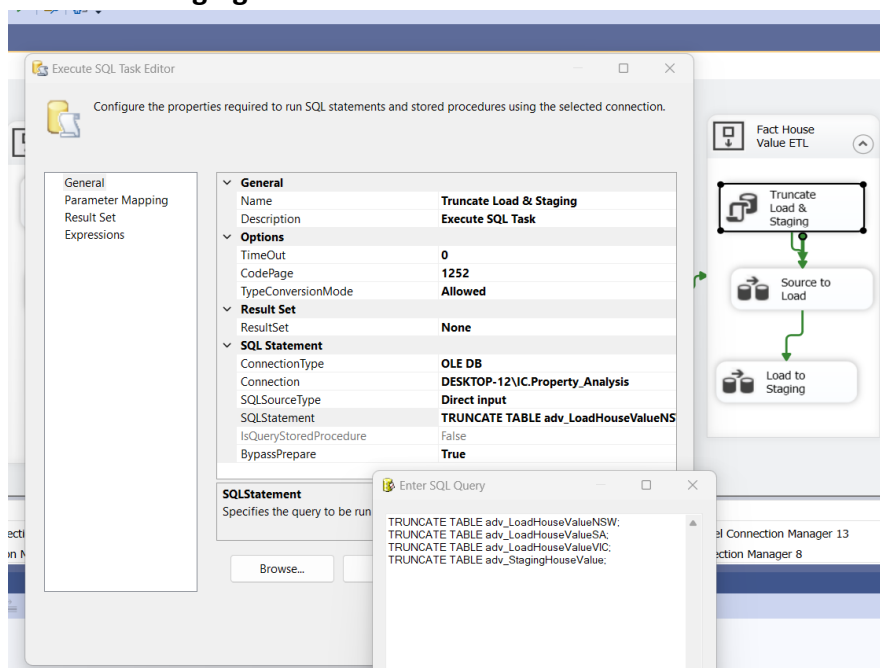 Execute SQL Task Editor
Configure the properties required to run SQL statements and stored procedures using the selected connection.
General
Parameter Mapping
Result Set
Expressions
General
Name Truncate Load & Staging
Description Execute SQL Task
Options
TimeOut 0
CodePage 1252
TypeConversionMode Allowed
Result Set
ResultSet None
SQL Statement
ConnectionType OLE DB
Connection DESKTOP-12\IC.Property_Analysis
SQLSourceType Direct input
SQLStatement TRUNCATE TABLE adv_LoadHouseValueNS
IsQueryStoredProcedure False
BypassPrepare True
SQLStatement
Specifies the query to be run
Browse...
Enter SQL Query
TRUNCATE TABLE adv_LoadHouseValueNSW;
TRUNCATE TABLE adv_LoadHouseValueSA;
TRUNCATE TABLE adv_LoadHouseValueVIC;
TRUNCATE TABLE adv_StagingHouseValue;
Fact House
Value ETL
Truncate
Load &
Staging
Source to
Load
Load to
Staging
el Connection Manager 13
ection Manager 8